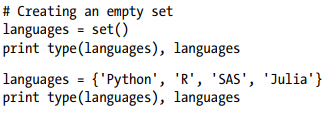 # Creating an empty set
languages = set()
print type(languages), languages
languages = {'Python', 'R', 'SAS', 'Julia'}
print type(languages), languages